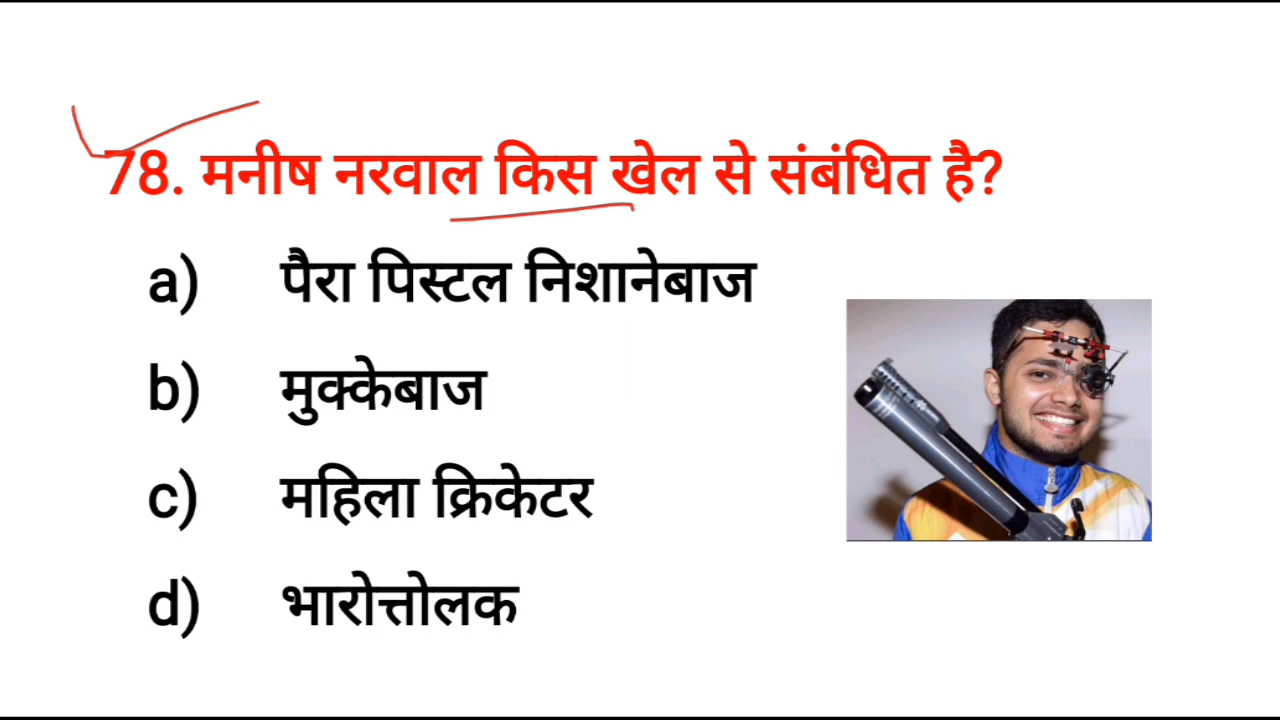 78. मनीष नरवाल किस खेल से संबंधित है?
a) पैरा पिस्टल निशानेबाज
b) मुक्केबाज
c) महिला क्रिकेटर
d) भारोत्तोलक